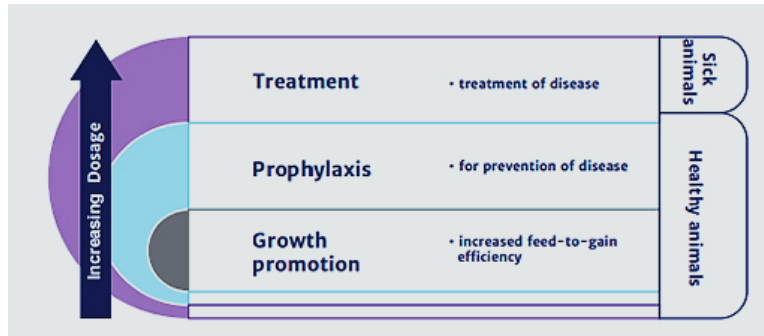 Increasing Dosage
Treatment
• treatment of disease
Sick
animals
Prophylaxis
• for prevention of disease
Healthy animals
Growth
promotion
• increased feed-to-gain
efficiency